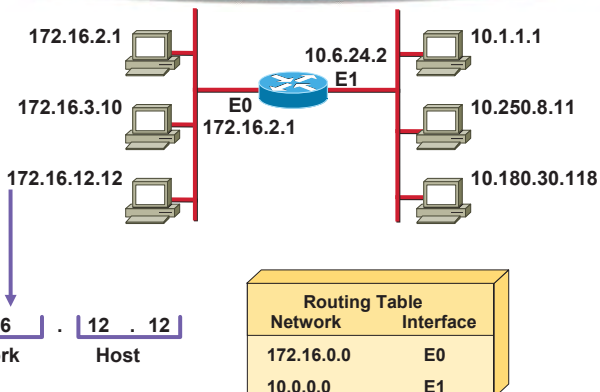 172.16.2.1
10.6.24.2
10.1.1.1
E1
172.16.3.10
E0
10.250.8.11
172.16.2.1
172.16.12.12
10.180.30.118
6 . 12 . 12
Host
Routing Table
Network Interface
172.16.0.0 E0
10.0.0.0 E1